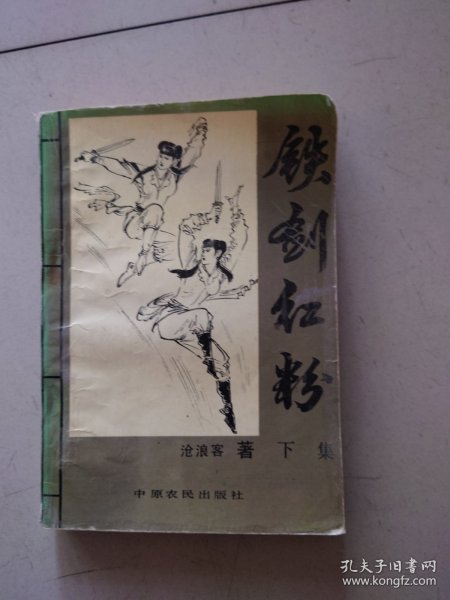 铁剑红粉
沧浪客 著 下集
中原农民出版社
孔夫子旧书网
www.kongfz.com